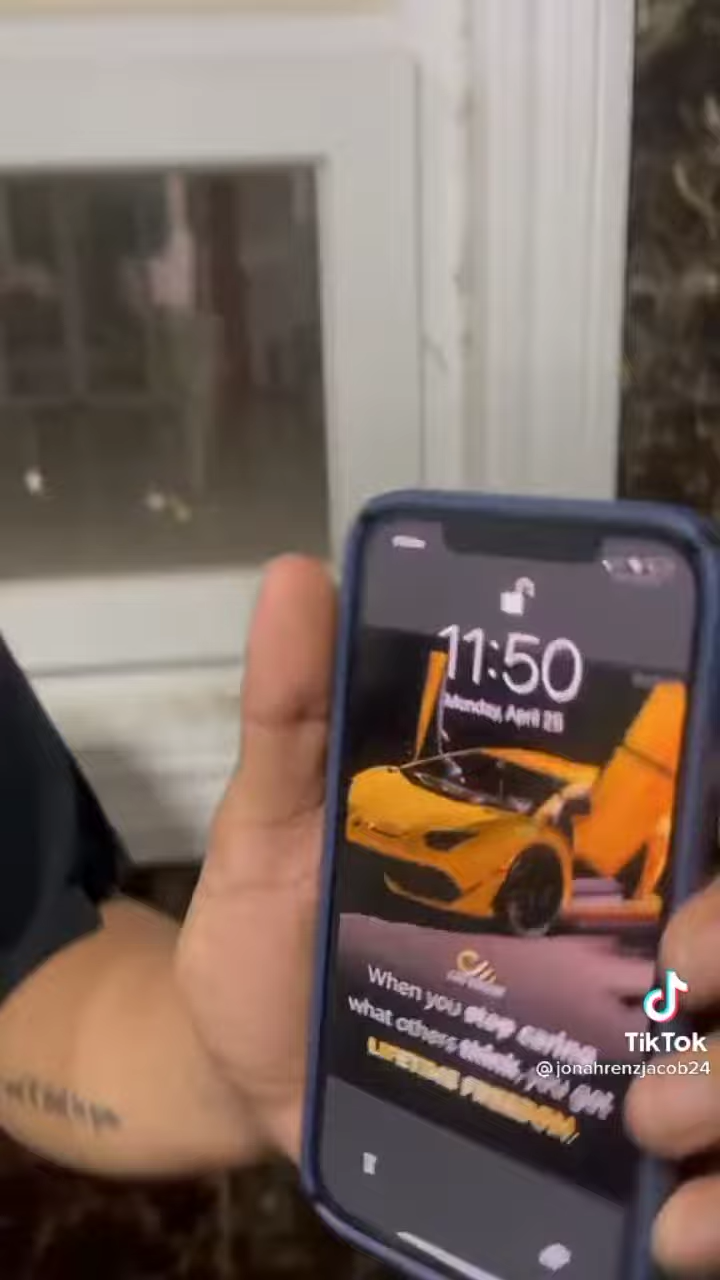 11:50
Monday, April 28
When you stop caring
what others think, you get
LIFETIME FREEDOM.
TikTok
@jonahrenzjacob24